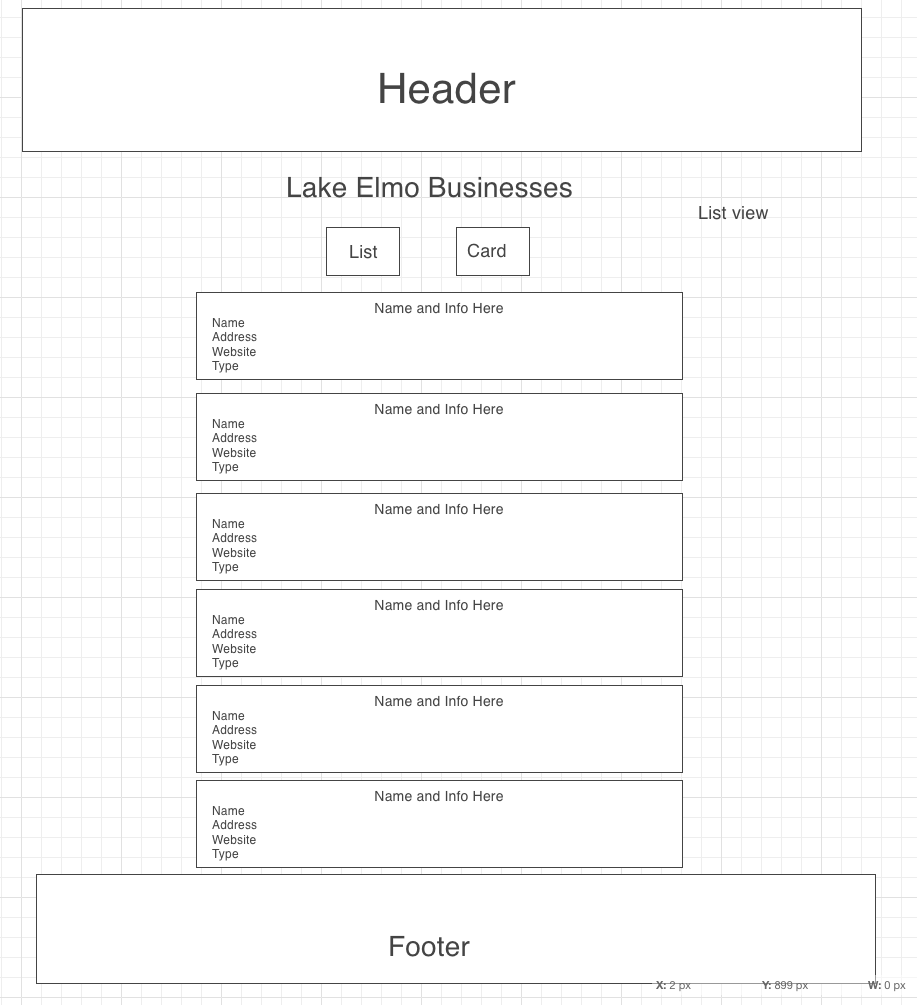 Header
Lake Elmo Businesses
List view
List
Card
Name and Info Here
Name
Address
Website
Type
Name and Info Here
Name
Address
Website
Type
Name and Info Here
Name
Address
Website
Type
Name and Info Here
Name
Address
Website
Type
Name and Info Here
Name
Address
Website
Type
Name and Info Here
Name
Address
Website
Type
Footer
X: 2 px Y: 899 px W: 0 px